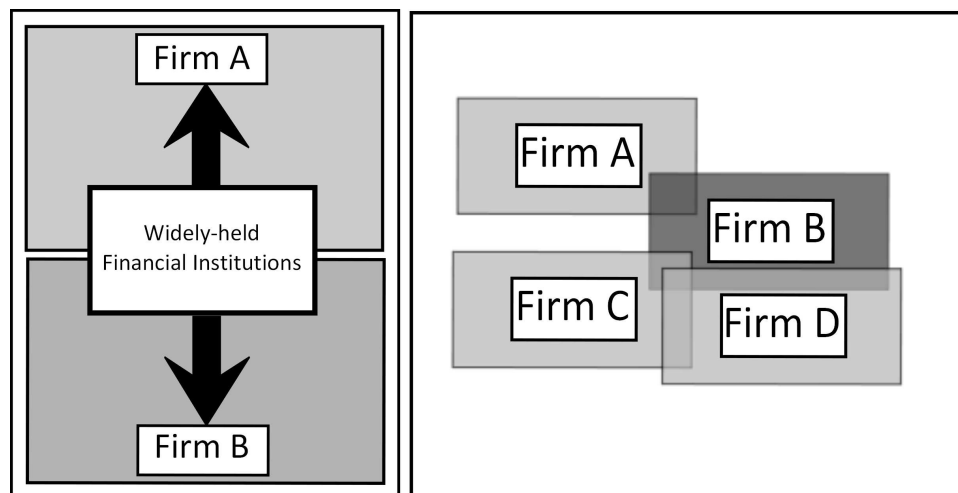 Firm A
Widely-held
Financial Institutions
Firm B
Firm A
Firm B
Firm C
Firm D